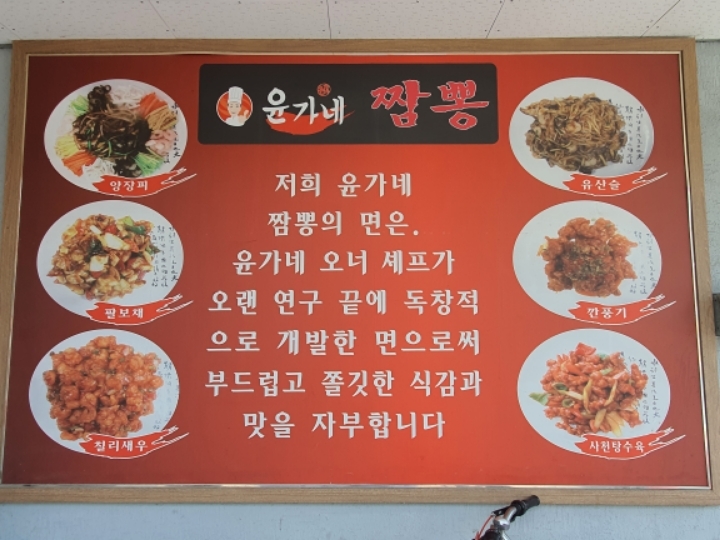 윤가네 짬뽕
저희 윤가네
짬뽕의 면은.
윤가네 오너 셰프가
오랜 연구 끝에 독창적
으로 개발한 면으로써
부드럽고 쫄깃한 식감과
맛을 자부합니다
양장피
팔보채
칠리새우
유산슬
깐풍기
사천탕수육